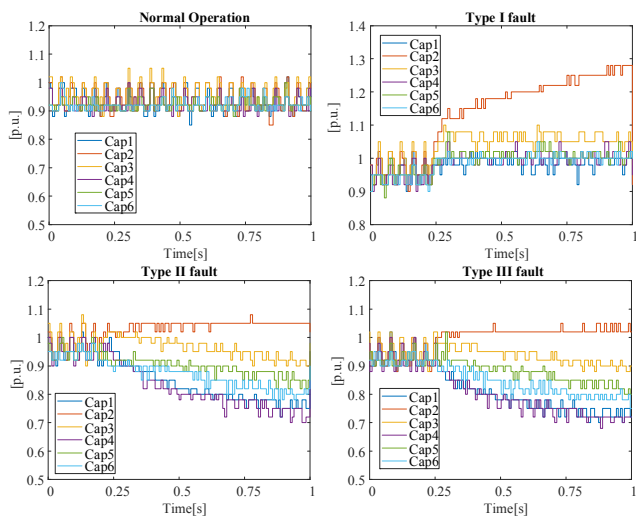 Normal Operation
1.2
1.1
1
0.9
0.8
0.7
0.6
0.5
[p.u.]
Cap1
Cap2
Cap3
Cap4
Cap5
Cap6
0 0.25 0.5 0.75 1
Time[s]
Type I fault
1.4
1.3
1.2
1.1
1
0.9
0.8
[p.u.]
Cap1
Cap2
Cap3
Cap4
Cap5
Cap6
0 0.25 0.5 0.75 1
Time[s]
Type II fault
1.2
1.1
1
0.9
0.8
0.7
0.6
0.5
[p.u.]
Cap1
Cap2
Cap3
Cap4
Cap5
Cap6
0 0.25 0.5 0.75 1
Time[s]
Type III fault
1.2
1.1
1
0.9
0.8
0.7
0.6
0.5
[p.u.]
Cap1
Cap2
Cap3
Cap4
Cap5
Cap6
0 0.25 0.5 0.75 1
Time[s]